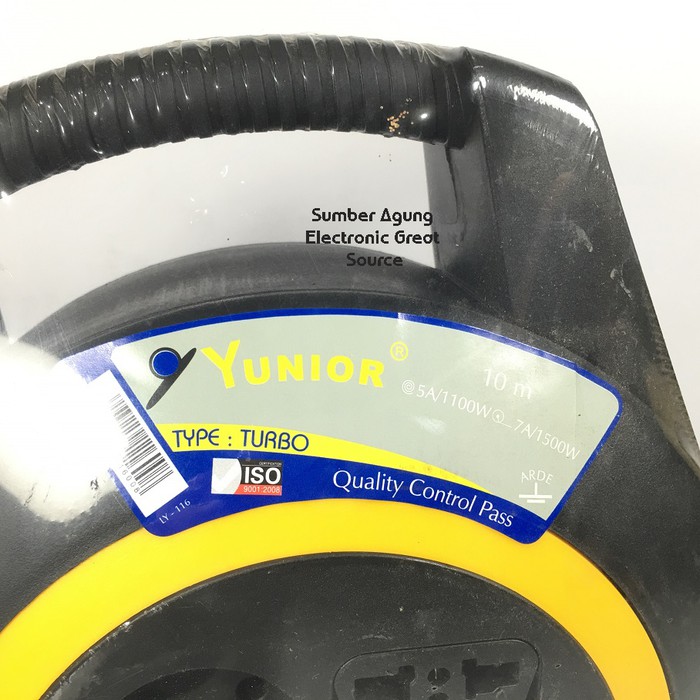 Sumber Agung
Electronic Great
Source
YUNIOR®
10 m
5A/1100W 7A/1500W
TYPE : TURBO
CERTIFICATED
ISO
9001:2008
Quality Control Pass
ARDE
LY-116